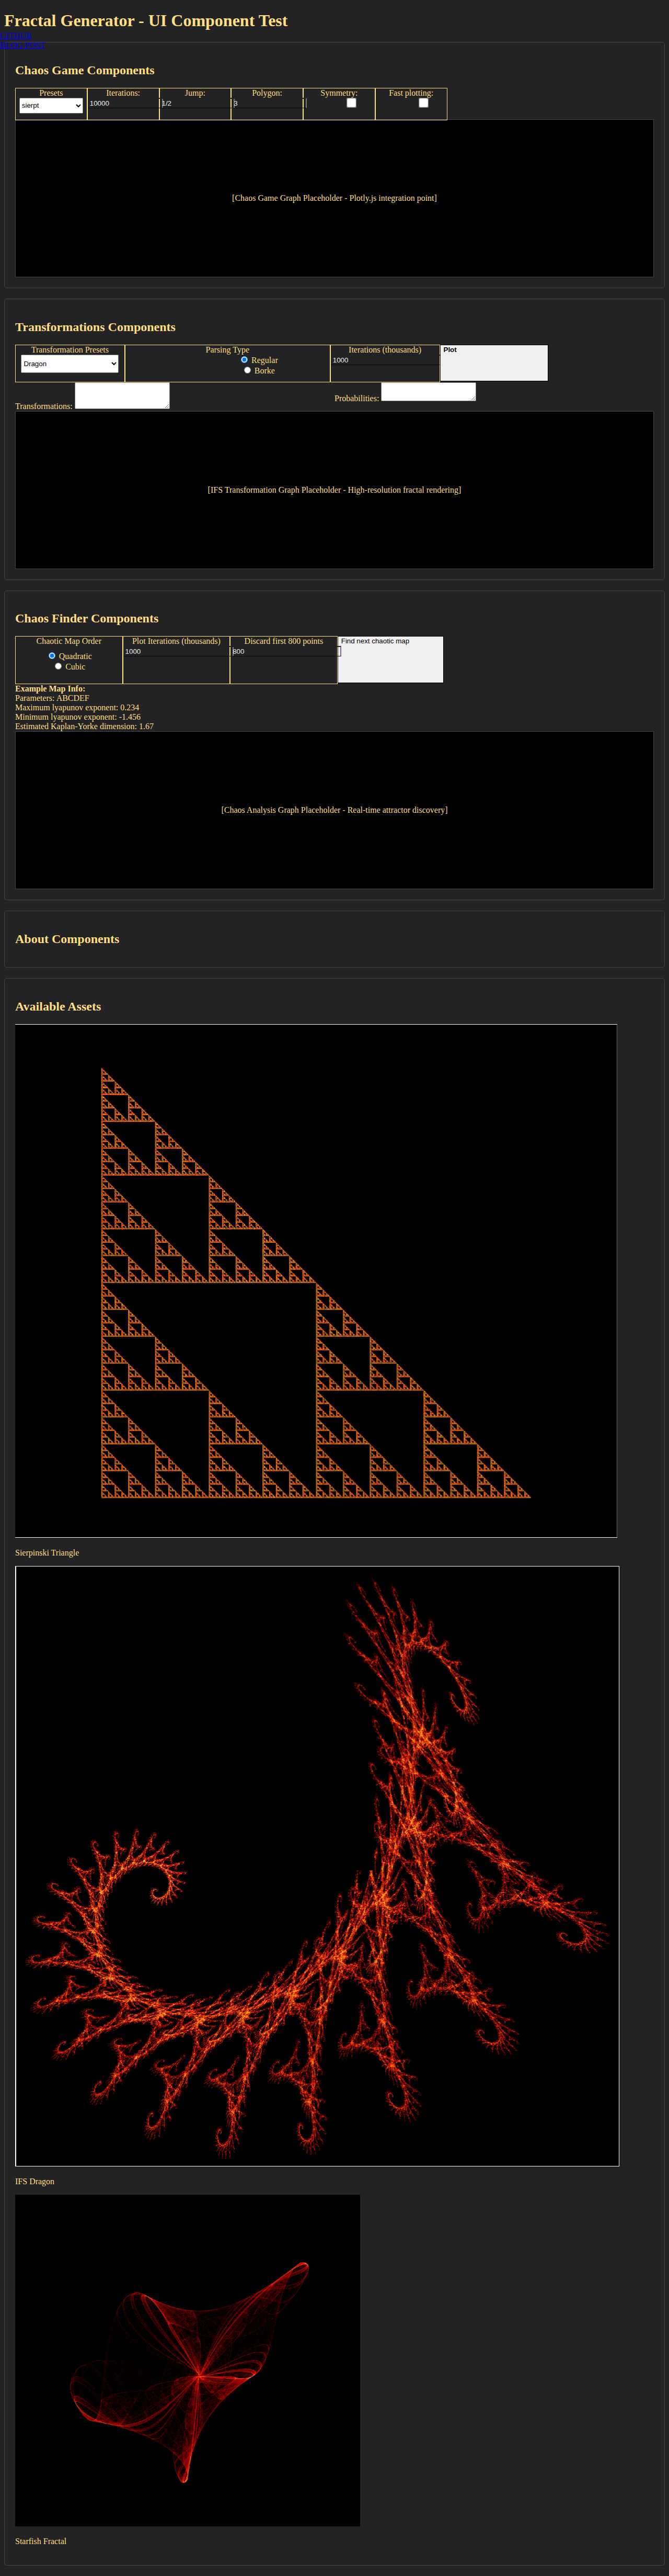 Fractal Generator - UI Component Test
Chaos Game Components
Presets
Iterations:
Jump:
Polygon:
Symmetry:
Fast plotting:
sierpt
10000
1/2
3
[Chaos Game Graph Placeholder - Plotly.js integration point]
Transformations Components
Transformation Presets
Parsing Type
Iterations (thousands)
Plot
Dragon
Regular
Borke
1000
Transformations:
Probabilities:
[IFS Transformation Graph Placeholder - High-resolution fractal rendering]
Chaos Finder Components
Chaotic Map Order
Plot Iterations (thousands)
Discard first 800 points
Find next chaotic map
Quadratic
Cubic
1000
800
Example Map Info:
Parameters: ABCDEF
Maximum lyapunov exponent: 0.234
Minimum lyapunov exponent: -1.456
Estimated Kaplan-Yorke dimension: 1.67
[Chaos Analysis Graph Placeholder - Real-time attractor discovery]
About Components
Available Assets
Sierpinski Triangle
IFS Dragon
Starfish Fractal